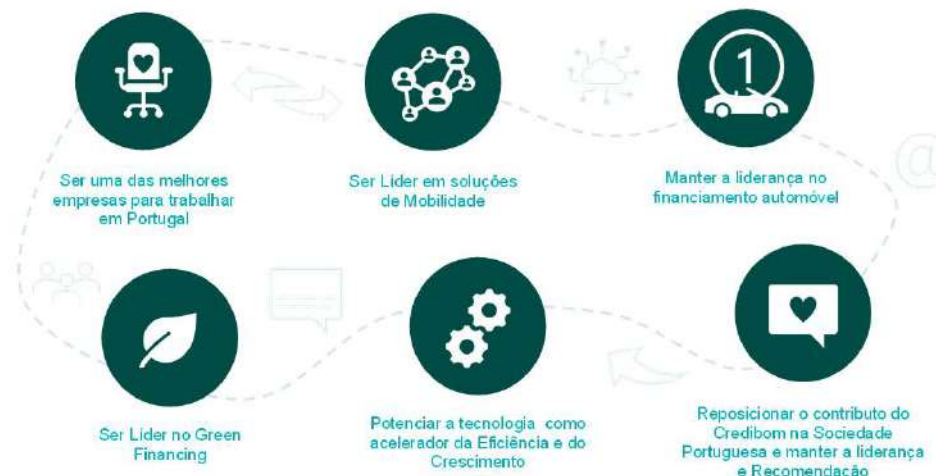 1
Ser uma das melhores
empresas para trabalhar
em Portugal
Ser Líder em soluções
de Mobilidade
Manter a liderança no
financiamento automóvel
@
Ser Líder no Green
Financing
Potenciar a tecnologia como
acelerador da Eficiência e do
Crescimento
Reposicionar o contributo do
Credibom na Sociedade
Portuguesa e manter a liderança
e Recomendação